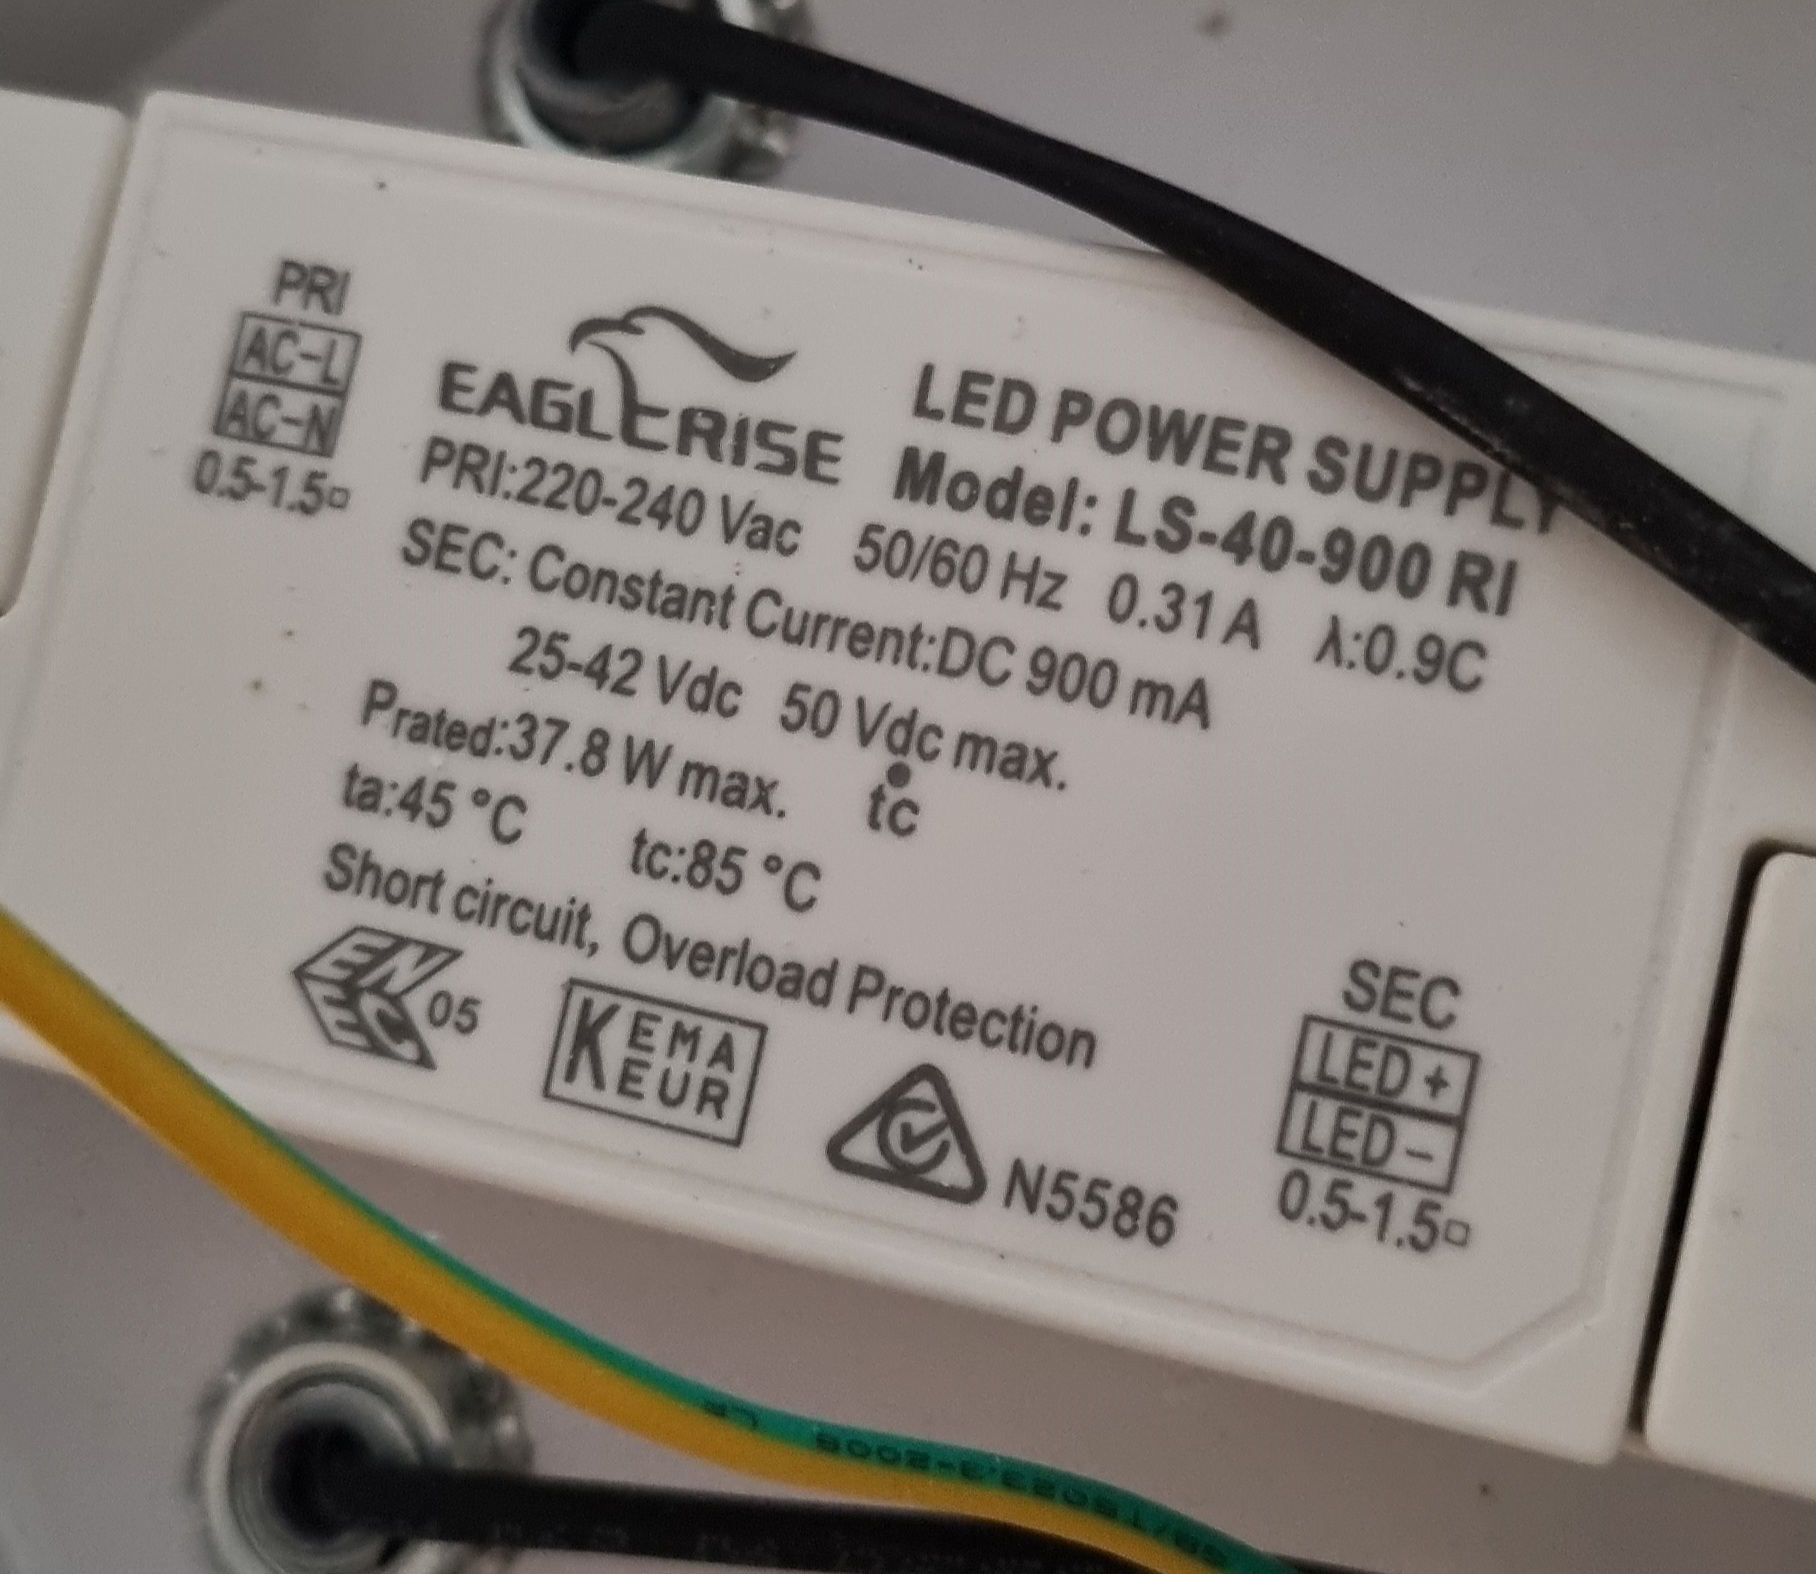 PRI
AC-L
AC-N
0.5-1.5□
EAGLERISE
LED POWER SUPPLY
Model: LS-40-900 RI
PRI:220-240 Vac 50/60 Hz 0.31 A λ:0.9C
SEC: Constant Current:DC 900 mA
25-42 Vdc 50 Vdc max.
Prated:37.8 W max. tc
ta:45 °C tc:85 °C
Short circuit, Overload Protection
ENEC 05
KEMA
EUR
N5586
SEC
LED +
LED -
0.5-1.5□